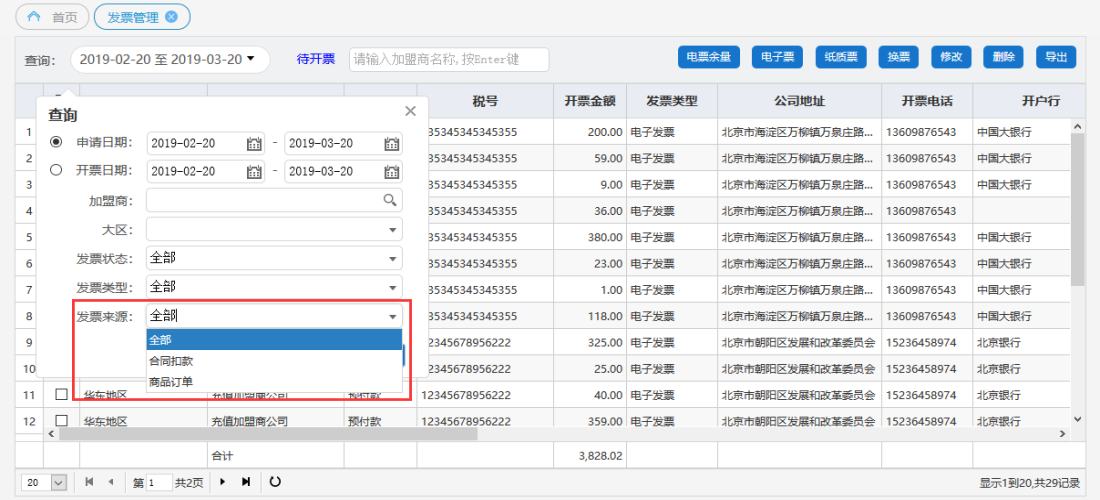 首页 发票管理
查询: 2019-02-20 至 2019-03-20 待开票 请输入加盟商名称,按Enter键 电票余量 电子票 纸质票 换票 修改 删除 导出
税号 开票金额 发票类型 公司地址 开票电话 开户行
查询
申请日期: 2019-02-20 - 2019-03-20
开票日期: 2019-02-20 - 2019-03-20
加盟商:
大区:
发票状态: 全部
发票类型: 全部
发票来源: 全部
全部
合同扣款
商品订单
1 35345345345355 200.00 电子发票 北京市海淀区万柳镇万泉庄路... 13609876543 中国大银行
2 35345345345355 59.00 电子发票 北京市海淀区万柳镇万泉庄路... 13609876543 中国大银行
3 35345345345355 9.00 电子发票 北京市海淀区万柳镇万泉庄路... 13609876543 中国大银行
4 35345345345355 36.00 电子发票 北京市海淀区万柳镇万泉庄路... 13609876543
5 35345345345355 380.00 电子发票 北京市海淀区万柳镇万泉庄路... 13609876543 中国大银行
6 35345345345355 23.00 电子发票 北京市海淀区万柳镇万泉庄路... 13609876543 中国大银行
7 35345345345355 1.00 电子发票 北京市海淀区万柳镇万泉庄路... 13609876543 中国大银行
8 35345345345355 118.00 电子发票 北京市海淀区万柳镇万泉庄路... 13609876543 中国大银行
9 12345678956222 325.00 电子发票 北京市朝阳区发展和改革委员会 15236458974 北京银行
10 12345678956222 25.00 电子发票 北京市朝阳区发展和改革委员会 15236458974 北京银行
11 华东地区 充值加盟商公司 预付款 12345678956222 40.00 电子发票 北京市朝阳区发展和改革委员会 15236458974 北京银行
12 华东地区 充值加盟商公司 预付款 12345678956222 359.00 电子发票 北京市朝阳区发展和改革委员会 15236458974 北京银行
合计 3,828.02
20 第 1 共2页 显示1到20,共29记录